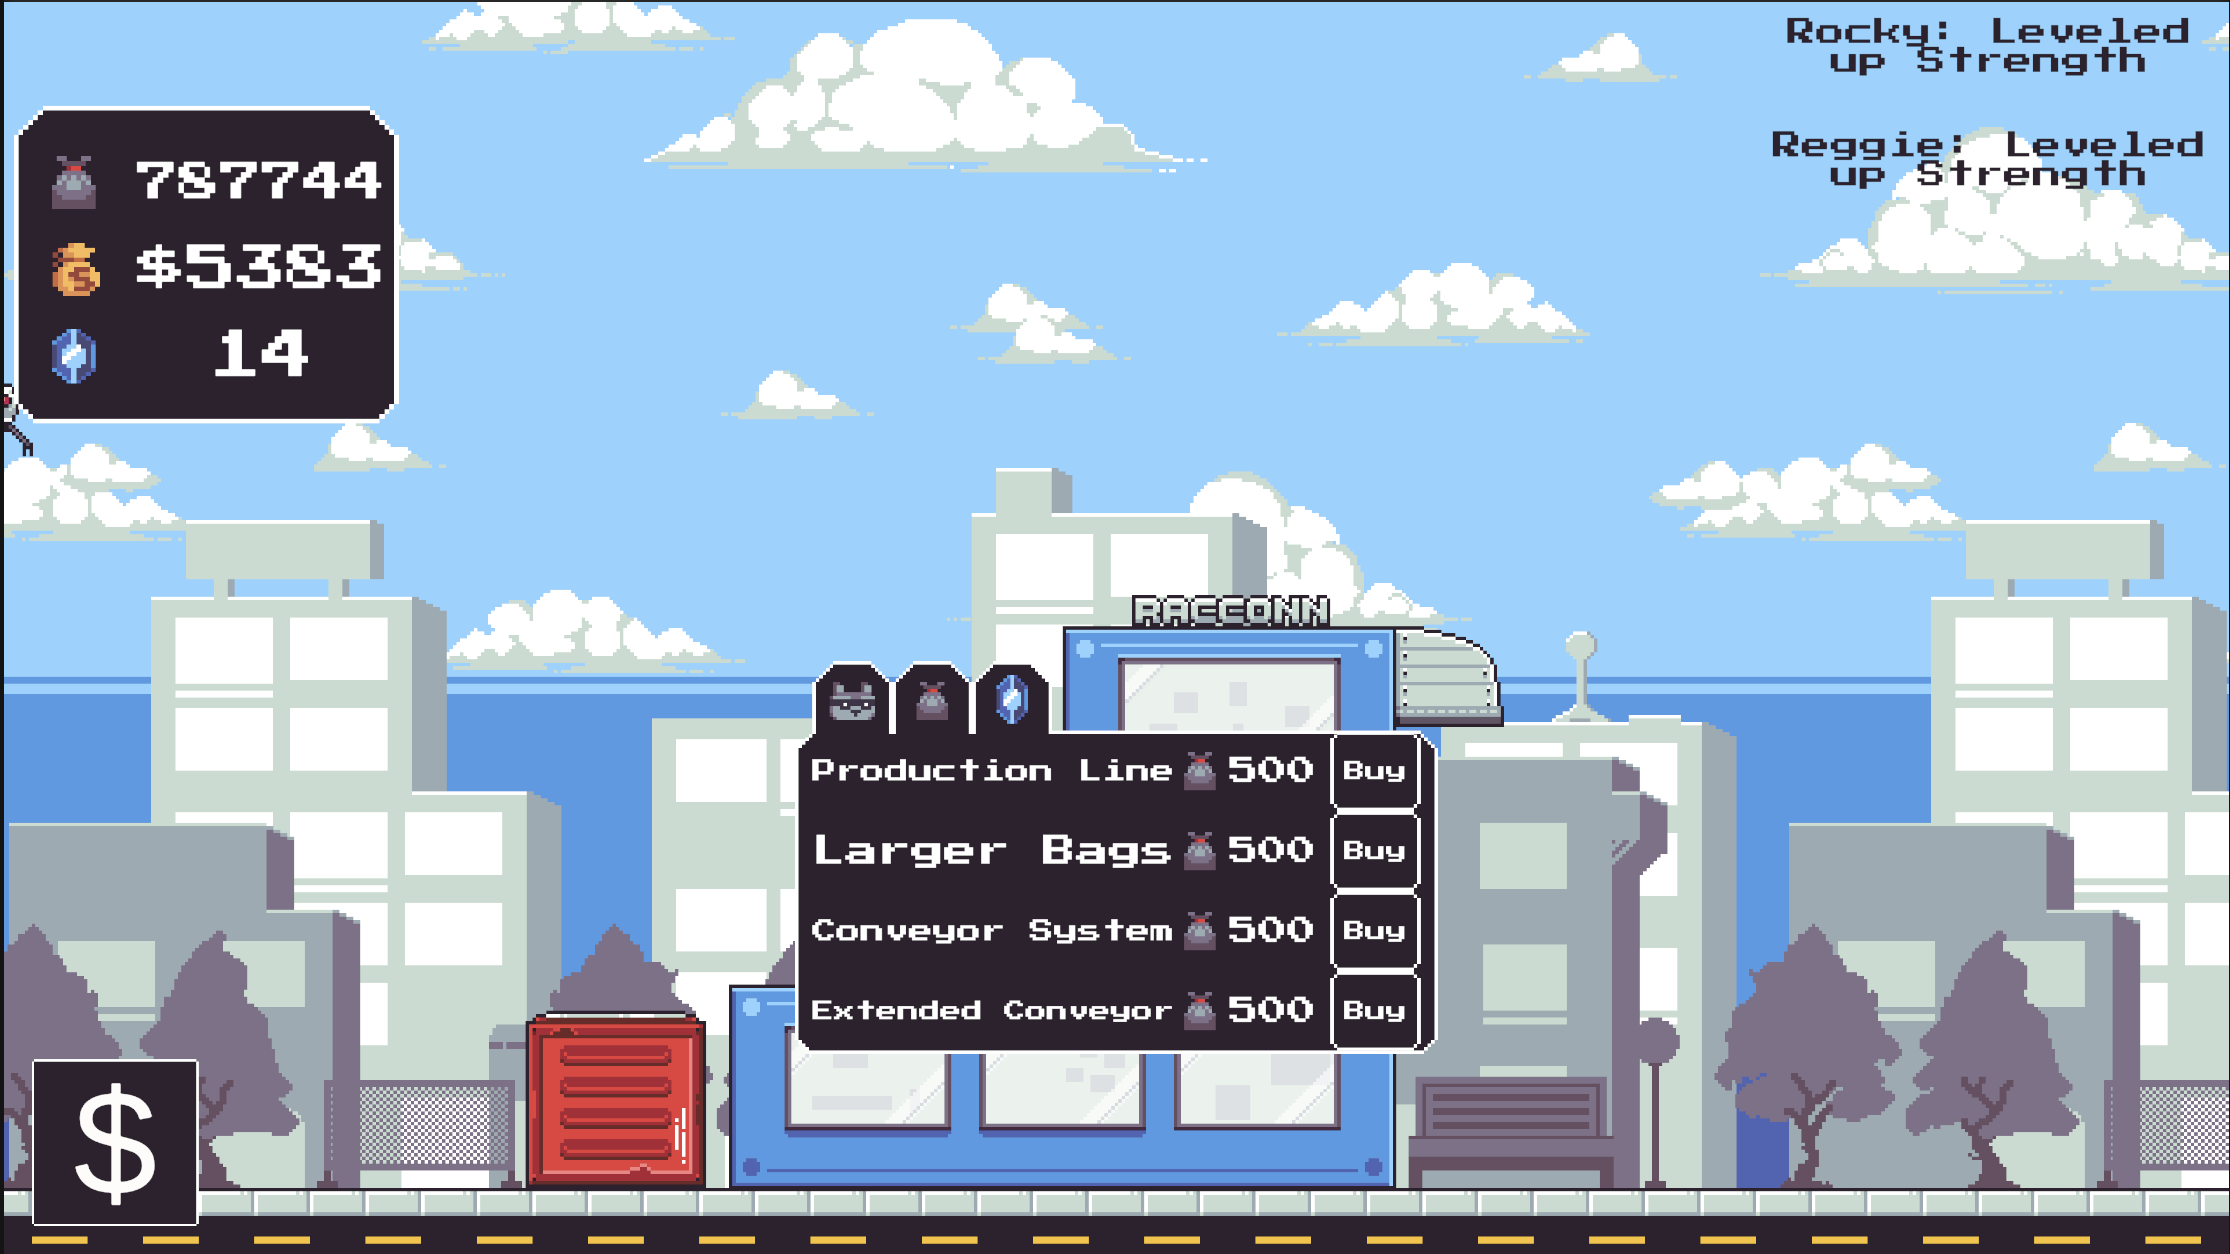 Rocky: Leveled
up Strength
Reggie: Leveled
up Strength
787744
$5383
14
RACCONN
Production Line 500 Buy
Larger Bags 500 Buy
Conveyor System 500 Buy
Extended Conveyor 500 Buy
$